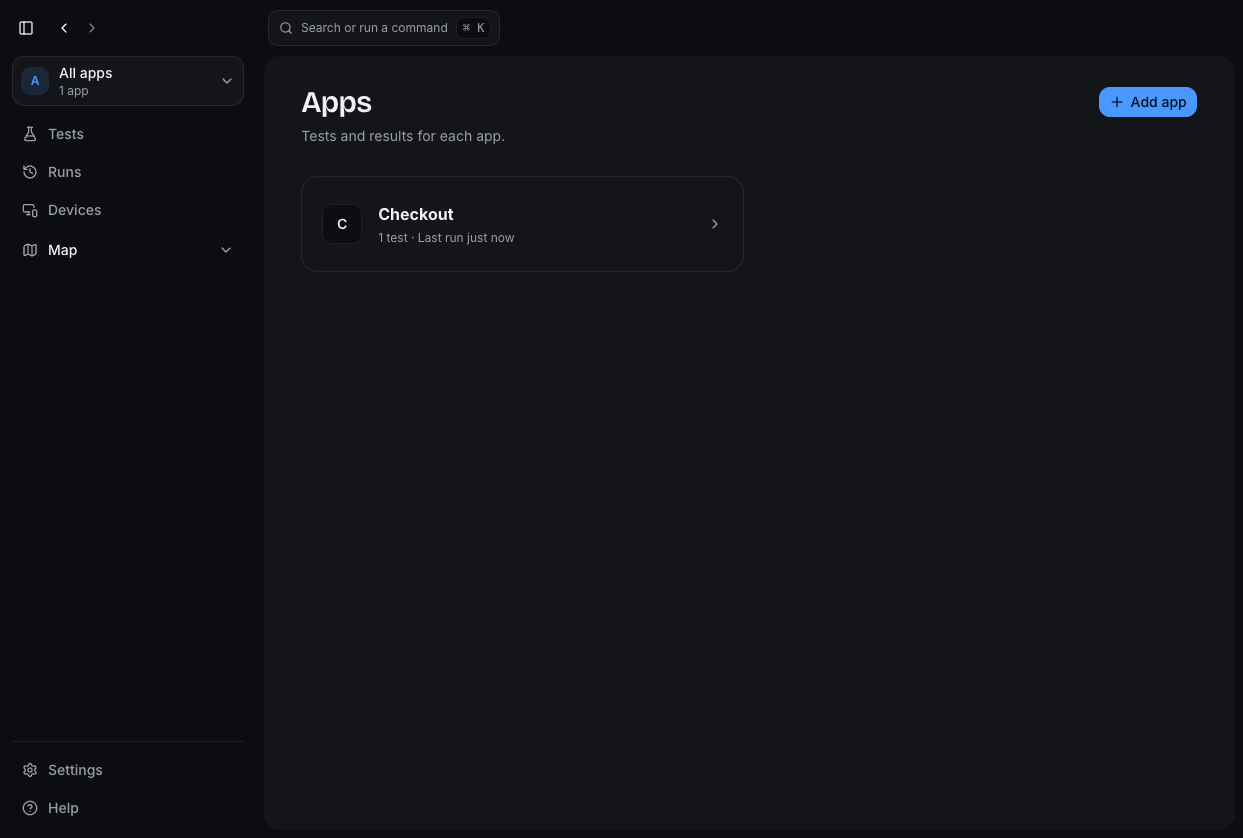 Search or run a command ⌘ K
A
All apps
1 app
Tests
Runs
Devices
Map
Settings
Help
Apps
Tests and results for each app.
+ Add app
C
Checkout
1 test · Last run just now